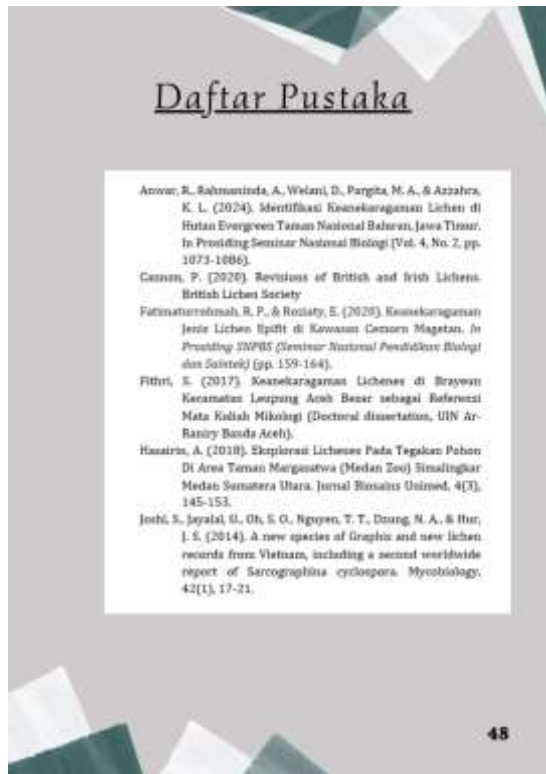 Daftar Pustaka
Anwar, R., Rahmaninda, A., Welani, D., Pargita, M. A., & Azzahra,
K. L. (2024). Identifikasi Keanekaragaman Lichen di
Hutan Evergreen Taman Nasional Baluran, Jawa Timur.
In Prosiding Seminar Nasional Biologi (Vol. 4, No. 2, pp.
1073-1086).
Cannon, P. (2020). Revisions of British and Irish Lichens.
British Lichen Society
Fatimaturrohmah, R. P., & Roziaty, E. (2020). Keanekaragaman
Jenis Lichen Epifit di Kawasan Cemoro Magetan. In
Prosiding SNPBS (Seminar Nasional Pendidikan Biologi
dan Saintek) (pp. 159-164).
Fithri, S. (2017). Keanekaragaman Lichenes di Brayeun
Kecamatan Leupung Aceh Besar sebagai Referensi
Mata Kuliah Mikologi (Doctoral dissertation, UIN Ar-
Raniry Banda Aceh).
Hasairin, A. (2018). Eksplorasi Lichenes Pada Tegakan Pohon
Di Area Taman Margasatwa (Medan Zoo) Simalingkar
Medan Sumatera Utara. Jurnal Biosains Unimed, 4(3),
145-153.
Joshi, S., Jayalal, U., Oh, S. O., Nguyen, T. T., Dzung, N. A., & Hur,
J. S. (2014). A new species of Graphis and new lichen
records from Vietnam, including a second worldwide
report of Sarcographina cyclospora. Mycobiology,
42(1), 17-21.
48